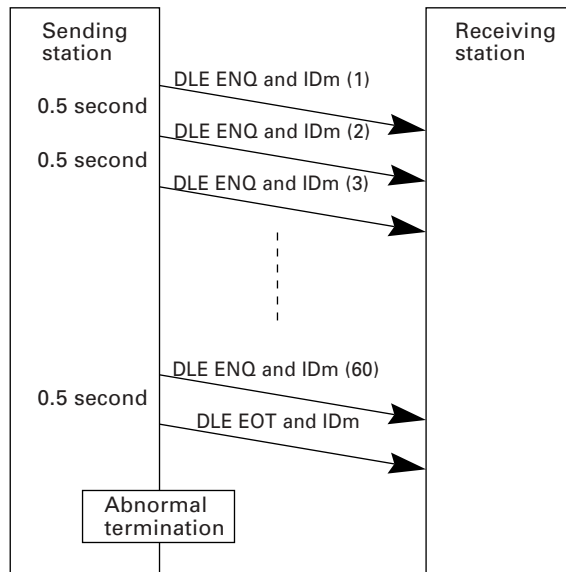 Sending
station
Receiving
station
DLE ENQ and IDm (1)
0.5 second
DLE ENQ and IDm (2)
0.5 second
DLE ENQ and IDm (3)
DLE ENQ and IDm (60)
0.5 second
DLE EOT and IDm
Abnormal
termination